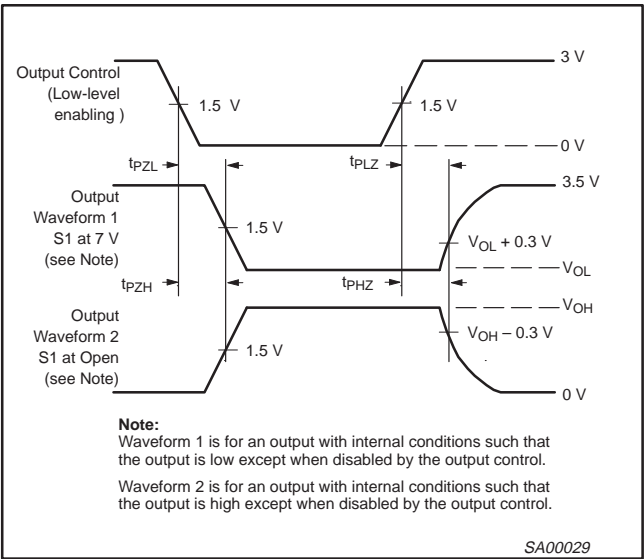 Output Control
(Low-level
enabling )
1.5 V
1.5 V
3 V
0 V
tPZL
tPLZ
3.5 V
Output
Waveform 1
S1 at 7 V
(see Note)
1.5 V
VOL + 0.3 V
VOL
tPZH
tPHZ
VOH
Output
Waveform 2
S1 at Open
(see Note)
1.5 V
VOH – 0.3 V
0 V
Note:
Waveform 1 is for an output with internal conditions such that
the output is low except when disabled by the output control.
Waveform 2 is for an output with internal conditions such that
the output is high except when disabled by the output control.
SA00029